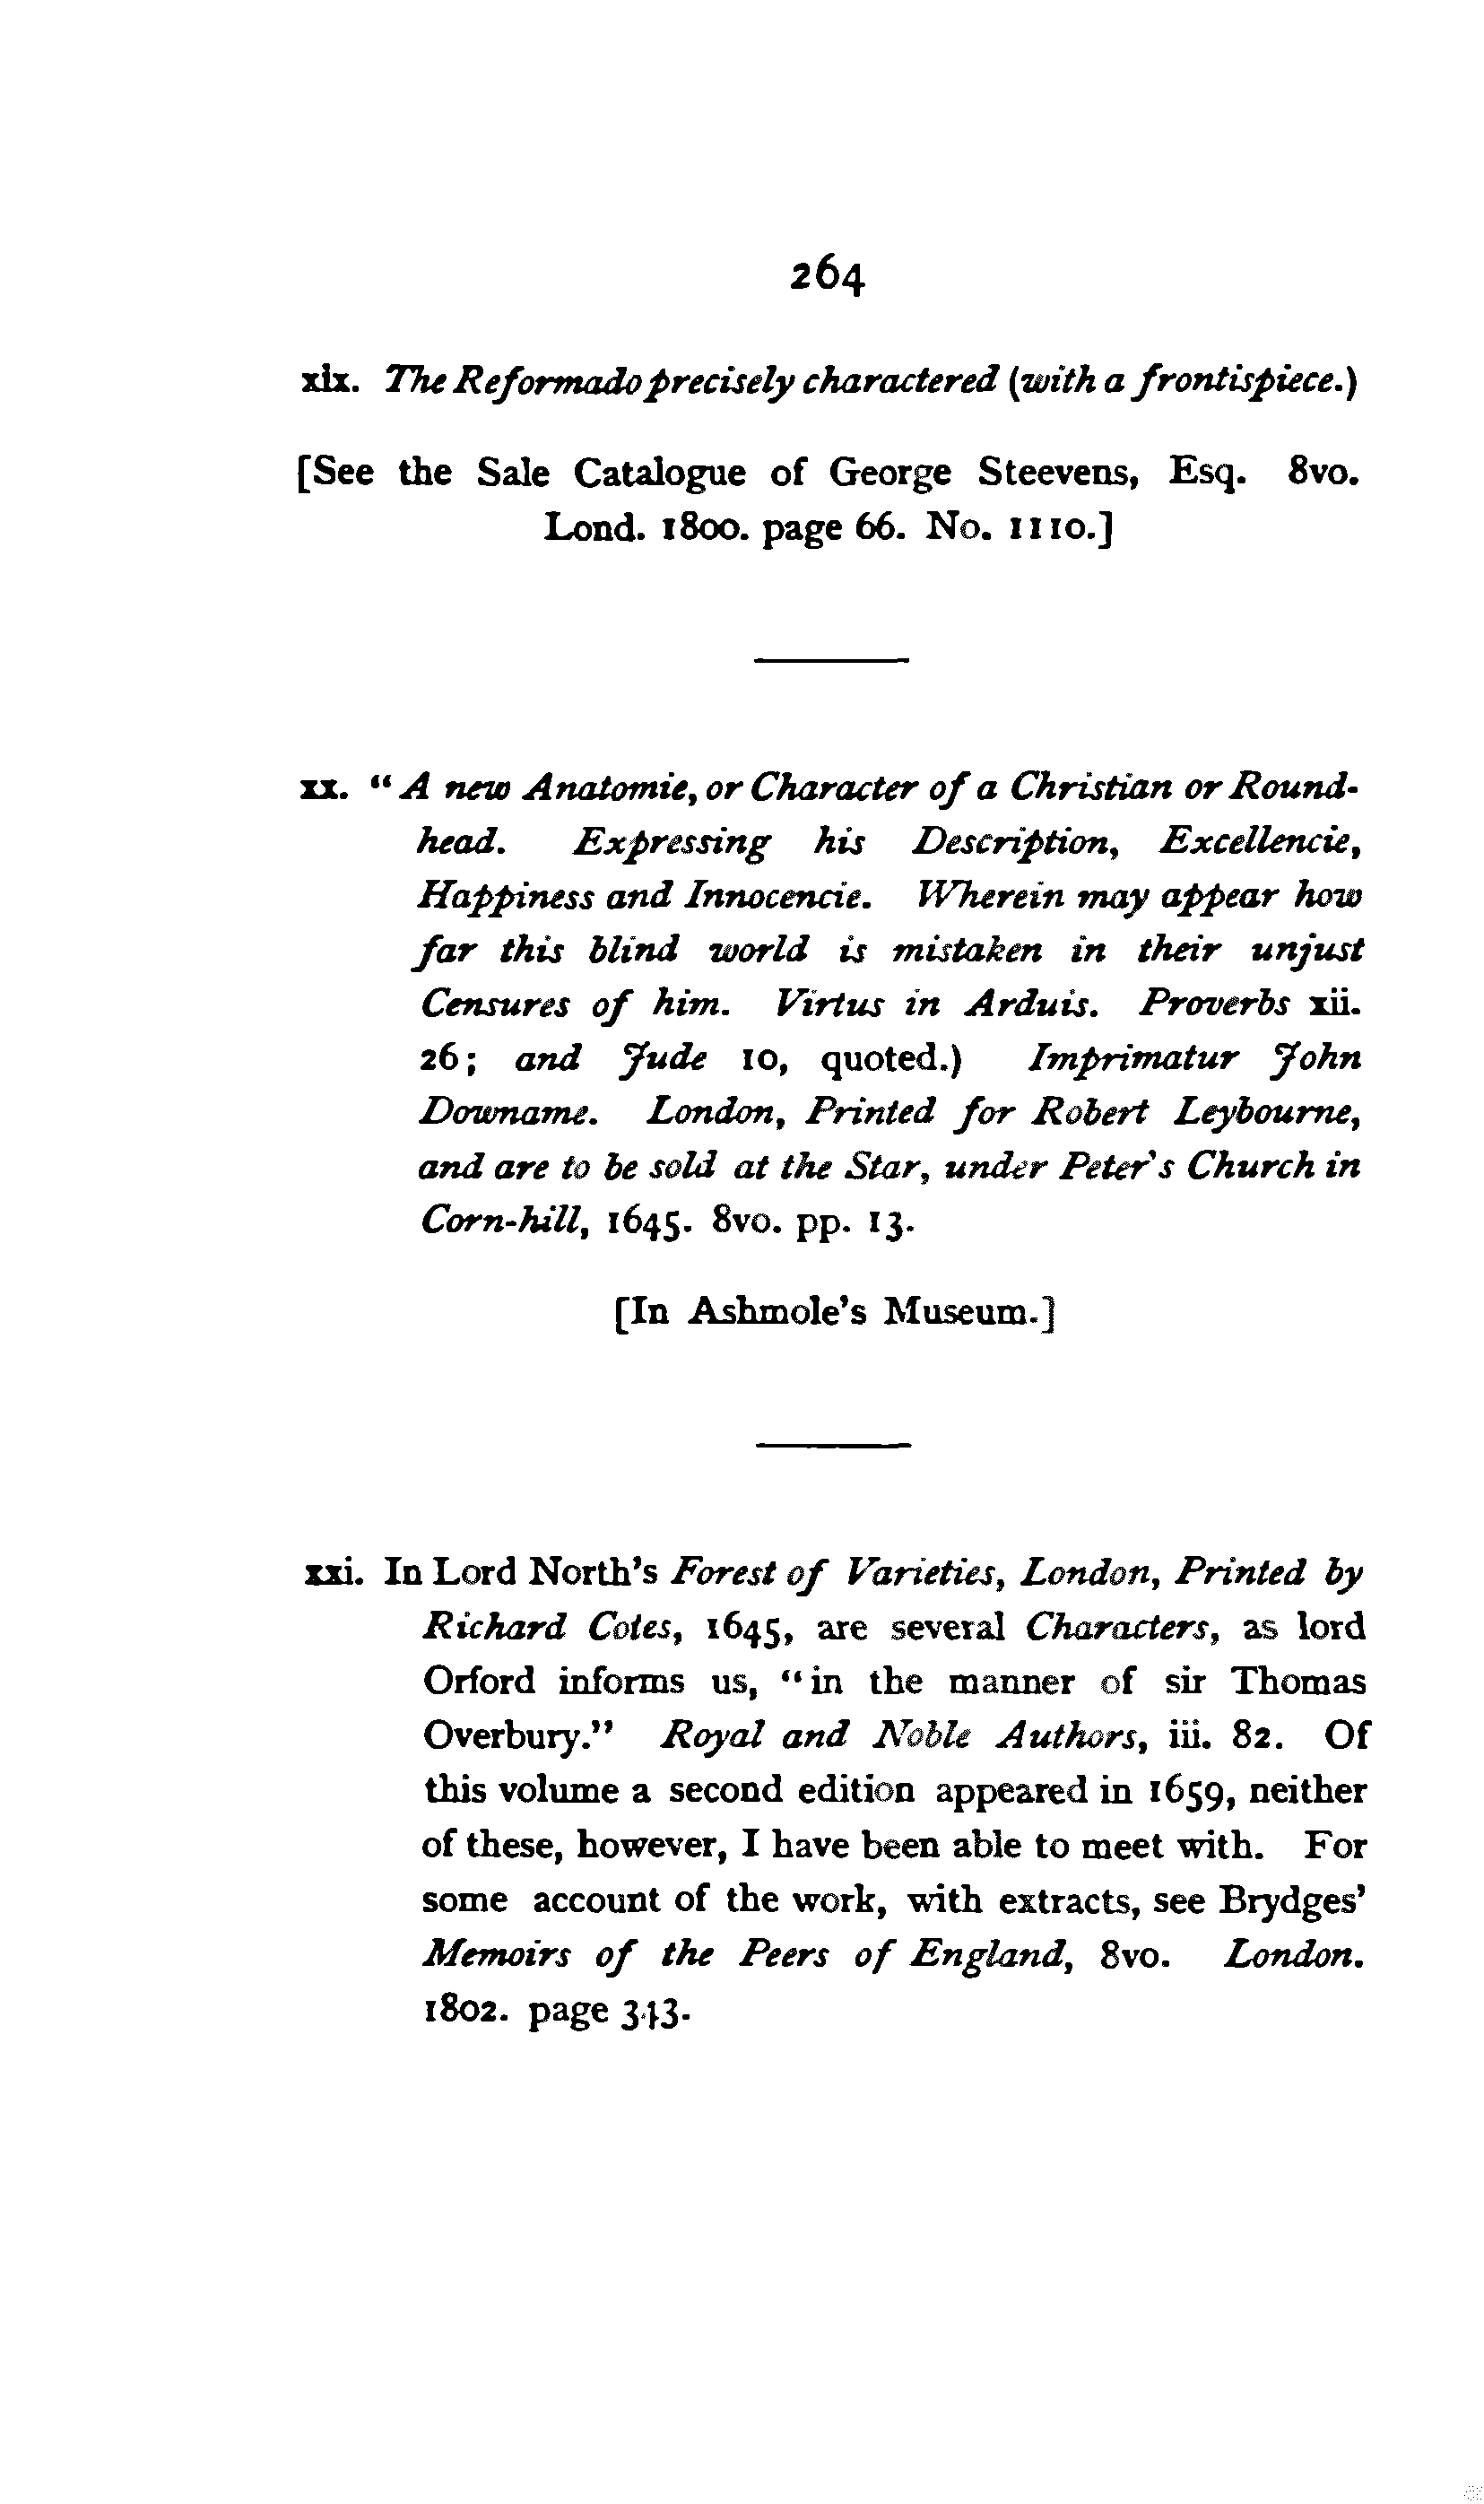 264
xix. The Reformado precisely charactered (with a frontispiece.)
[See the Sale Catalogue of George Steevens, Esq. 8vo.
Lond. 1800. page 66. No. 1110.]
xx. "A new Anatomie, or Character of a Christian or Round-
head. Expressing his Description, Excellencie,
Happiness and Innocencie. Wherein may appear how
far this blind world is mistaken in their unjust
Censures of him. Virtus in Arduis. Proverbs xii.
26; and Jude 10, quoted.) Imprimatur John
Downame. London, Printed for Robert Leybourne,
and are to be sold at the Star, under Peter's Church in
Corn-hill, 1645. 8vo. pp. 13.
[In Ashmole's Museum.]
xxi. In Lord North's Forest of Varieties, London, Printed by
Richard Cotes, 1645, are several Characters, as lord
Orford informs us, "in the manner of sir Thomas
Overbury." Royal and Noble Authors, iii. 82. Of
this volume a second edition appeared in 1659, neither
of these, however, I have been able to meet with. For
some account of the work, with extracts, see Brydges'
Memoirs of the Peers of England, 8vo. London.
1802. page 343.